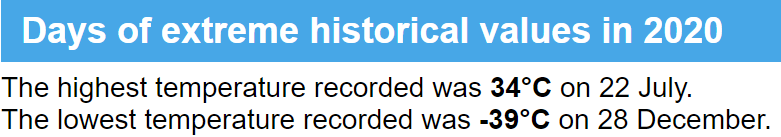 Days of extreme historical values in 2020
The highest temperature recorded was 34°C on 22 July.
The lowest temperature recorded was -39°C on 28 December.